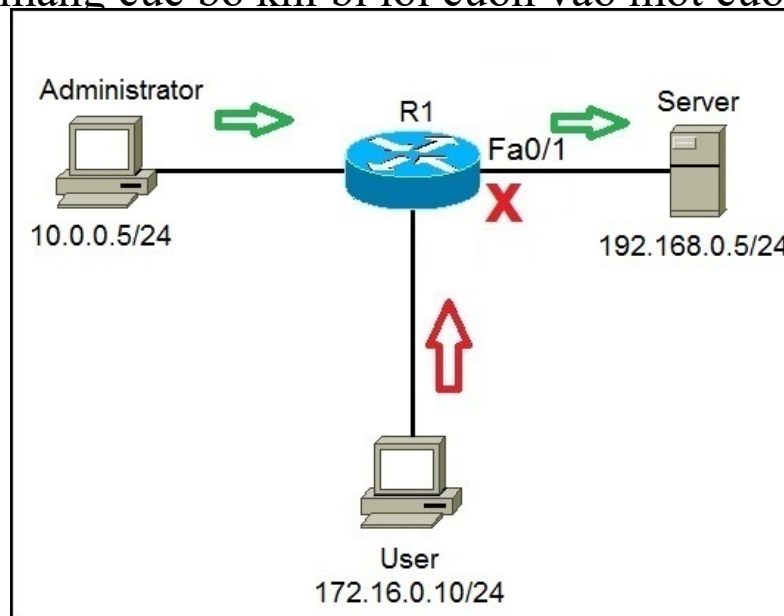 Administrator
R1
Server
Fa0/1
X
10.0.0.5/24
192.168.0.5/24
User
172.16.0.10/24